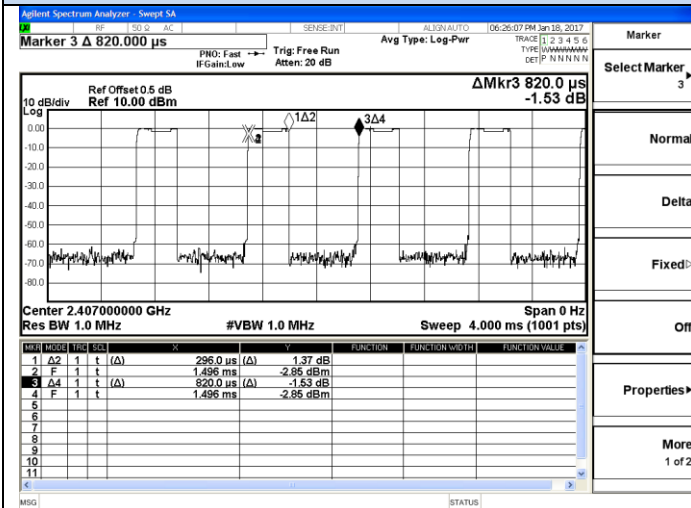 Agilent Spectrum Analyzer - Swept SA
RF 50 Ω AC SENSE:INT ALIGN AUTO 06:26:07 PM Jan 18, 2017
Marker 3 Δ 820.000 µs
PNO: Fast
IFGain:Low
Trig: Free Run
Atten: 20 dB
Avg Type: Log-Pwr
TRACE 1 2 3 4 5 6
TYPE
DET P N N N N N
Ref Offset 0.5 dB
10 dB/div Ref 10.00 dBm
Log
ΔMkr3 820.0 µs
-1.53 dB
0.00
-10.0
-20.0
-30.0
-40.0
-50.0
-60.0
-70.0
-80.0
1Δ2
3Δ4
Center 2.407000000 GHz Span 0 Hz
Res BW 1.0 MHz #VBW 1.0 MHz Sweep 4.000 ms (1001 pts)
MKR MODE TRC SCL X Y FUNCTION FUNCTION WIDTH FUNCTION VALUE
1 Δ2 1 t (Δ) 296.0 µs (Δ) 1.37 dB
2 F 1 t 1.496 ms -2.85 dBm
3 Δ4 1 t (Δ) 820.0 µs (Δ) -1.53 dB
4 F 1 t 1.496 ms -2.85 dBm
5
6
7
8
9
10
11
MSG STATUS
Marker
Select Marker
3
Normal
Delta
Fixed
Off
Properties
More
1 of 2